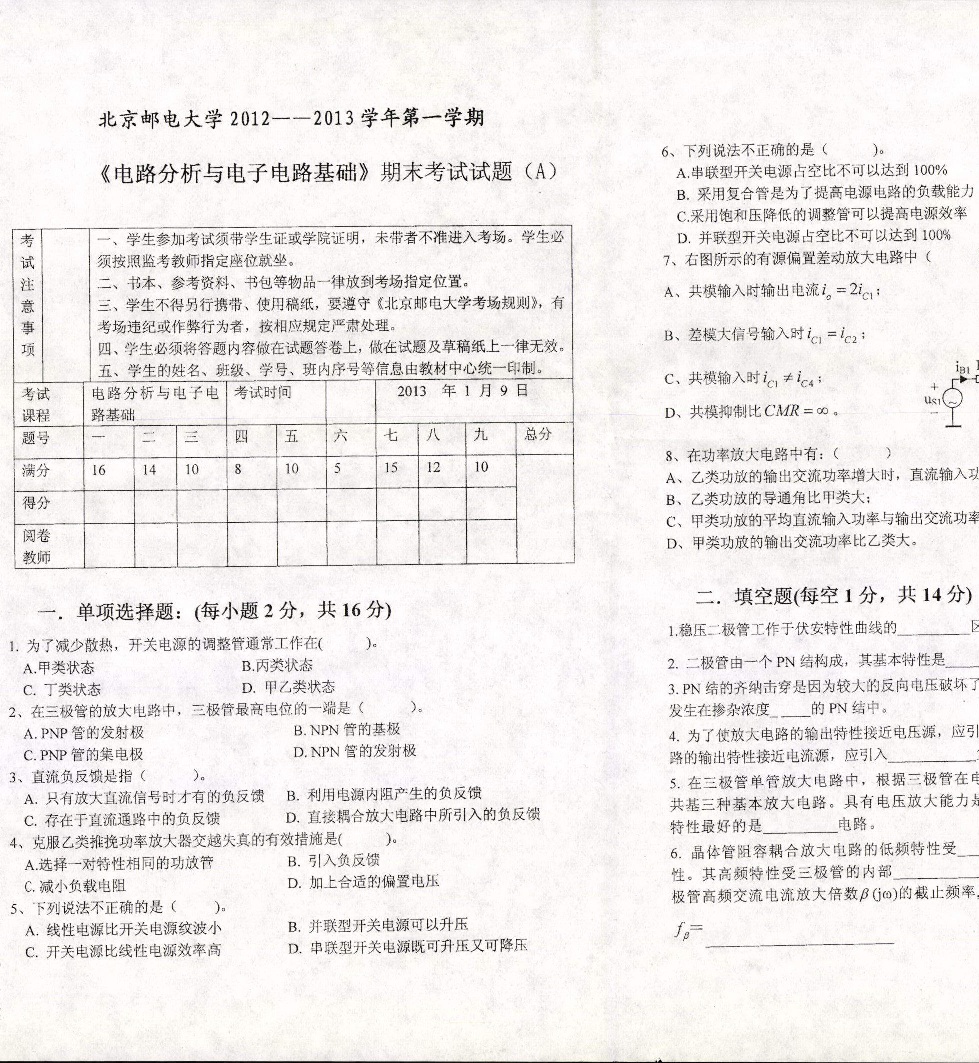 北京邮电大学 2012——2013 学年第一学期
《电路分析与电子电路基础》期末考试试题（A）
考试注意事项
一、学生参加考试须带学生证或学院证明，未带者不准进入考场。学生必
须按照监考教师指定座位就坐。
二、书本、参考资料、书包等物品一律放到考场指定位置。
三、学生不得另行携带、使用稿纸，要遵守《北京邮电大学考场规则》，有
考场违纪或作弊行为者，按相应规定严肃处理。
四、学生必须将答题内容做在试题答卷上，做在试题及草稿纸上一律无效。
五、学生的姓名、班级、学号、班内序号等信息由教材中心统一印制。
考试 电路分析与电子电 考试时间 2013 年 1 月 9 日
课程 路基础
题号 一 二 三 四 五 六 七 八 九 总分
满分 16 14 10 8 10 5 15 12 10
得分
阅卷
教师
一．单项选择题：(每小题 2 分，共 16 分)
1. 为了减少散热，开关电源的调整管通常工作在(　　)。
A.甲类状态 B.丙类状态
C. 丁类状态 D. 甲乙类状态
2、在三极管的放大电路中，三极管最高电位的一端是（　　）。
A. PNP 管的发射极 B. NPN 管的基极
C. PNP 管的集电极 D. NPN 管的发射极
3、直流负反馈是指（　　）。
A. 只有放大直流信号时才有的负反馈 B. 利用电源内阻产生的负反馈
C. 存在于直流通路中的负反馈 D. 直接耦合放大电路中所引入的负反馈
4、克服乙类推挽功率放大器交越失真的有效措施是(　　)。
A.选择一对特性相同的功放管 B. 引入负反馈
C. 减小负载电阻 D. 加上合适的偏置电压
5、下列说法不正确的是（　　）。
A. 线性电源比开关电源纹波小 B. 并联型开关电源可以升压
C. 开关电源比线性电源效率高 D. 串联型开关电源既可升压又可降压
6、下列说法不正确的是（　　）。
A.串联型开关电源占空比不可以达到 100%
B. 采用复合管是为了提高电源电路的负载能力
C.采用饱和压降低的调整管可以提高电源效率
D. 并联型开关电源占空比不可以达到 100%
7、右图所示的有源偏置差动放大电路中（
A、共模输入时输出电流 i_o = 2i_C1；
B、差模大信号输入时 i_C1 = i_C2；
C、共模输入时 i_C1 ≠ i_C4；
D、共模抑制比 CMR = ∞ 。
i_B1
+
u_S1
−
8、在功率放大电路中有：（　　）
A、乙类功放的输出交流功率增大时，直流输入功
B、乙类功放的导通角比甲类大；
C、甲类功放的平均直流输入功率与输出交流功率
D、甲类功放的输出交流功率比乙类大。
二．填空题(每空 1 分，共 14 分)
1.稳压二极管工作于伏安特性曲线的________
2. 二极管由一个 PN 结构成，其基本特性是____
3. PN 结的齐纳击穿是因为较大的反向电压破坏了
发生在掺杂浓度_ ____的 PN 结中。
4. 为了使放大电路的输出特性接近电压源，应引
路的输出特性接近电流源，应引入__________
5. 在三极管单管放大电路中，根据三极管在电
共基三种基本放大电路。具有电压放大能力是
特性最好的是________电路。
6. 晶体管阻容耦合放大电路的低频特性受___
性。其高频特性受三极管的内部__________
极管高频交流电流放大倍数β (jω)的截止频率,
f_β=____________________